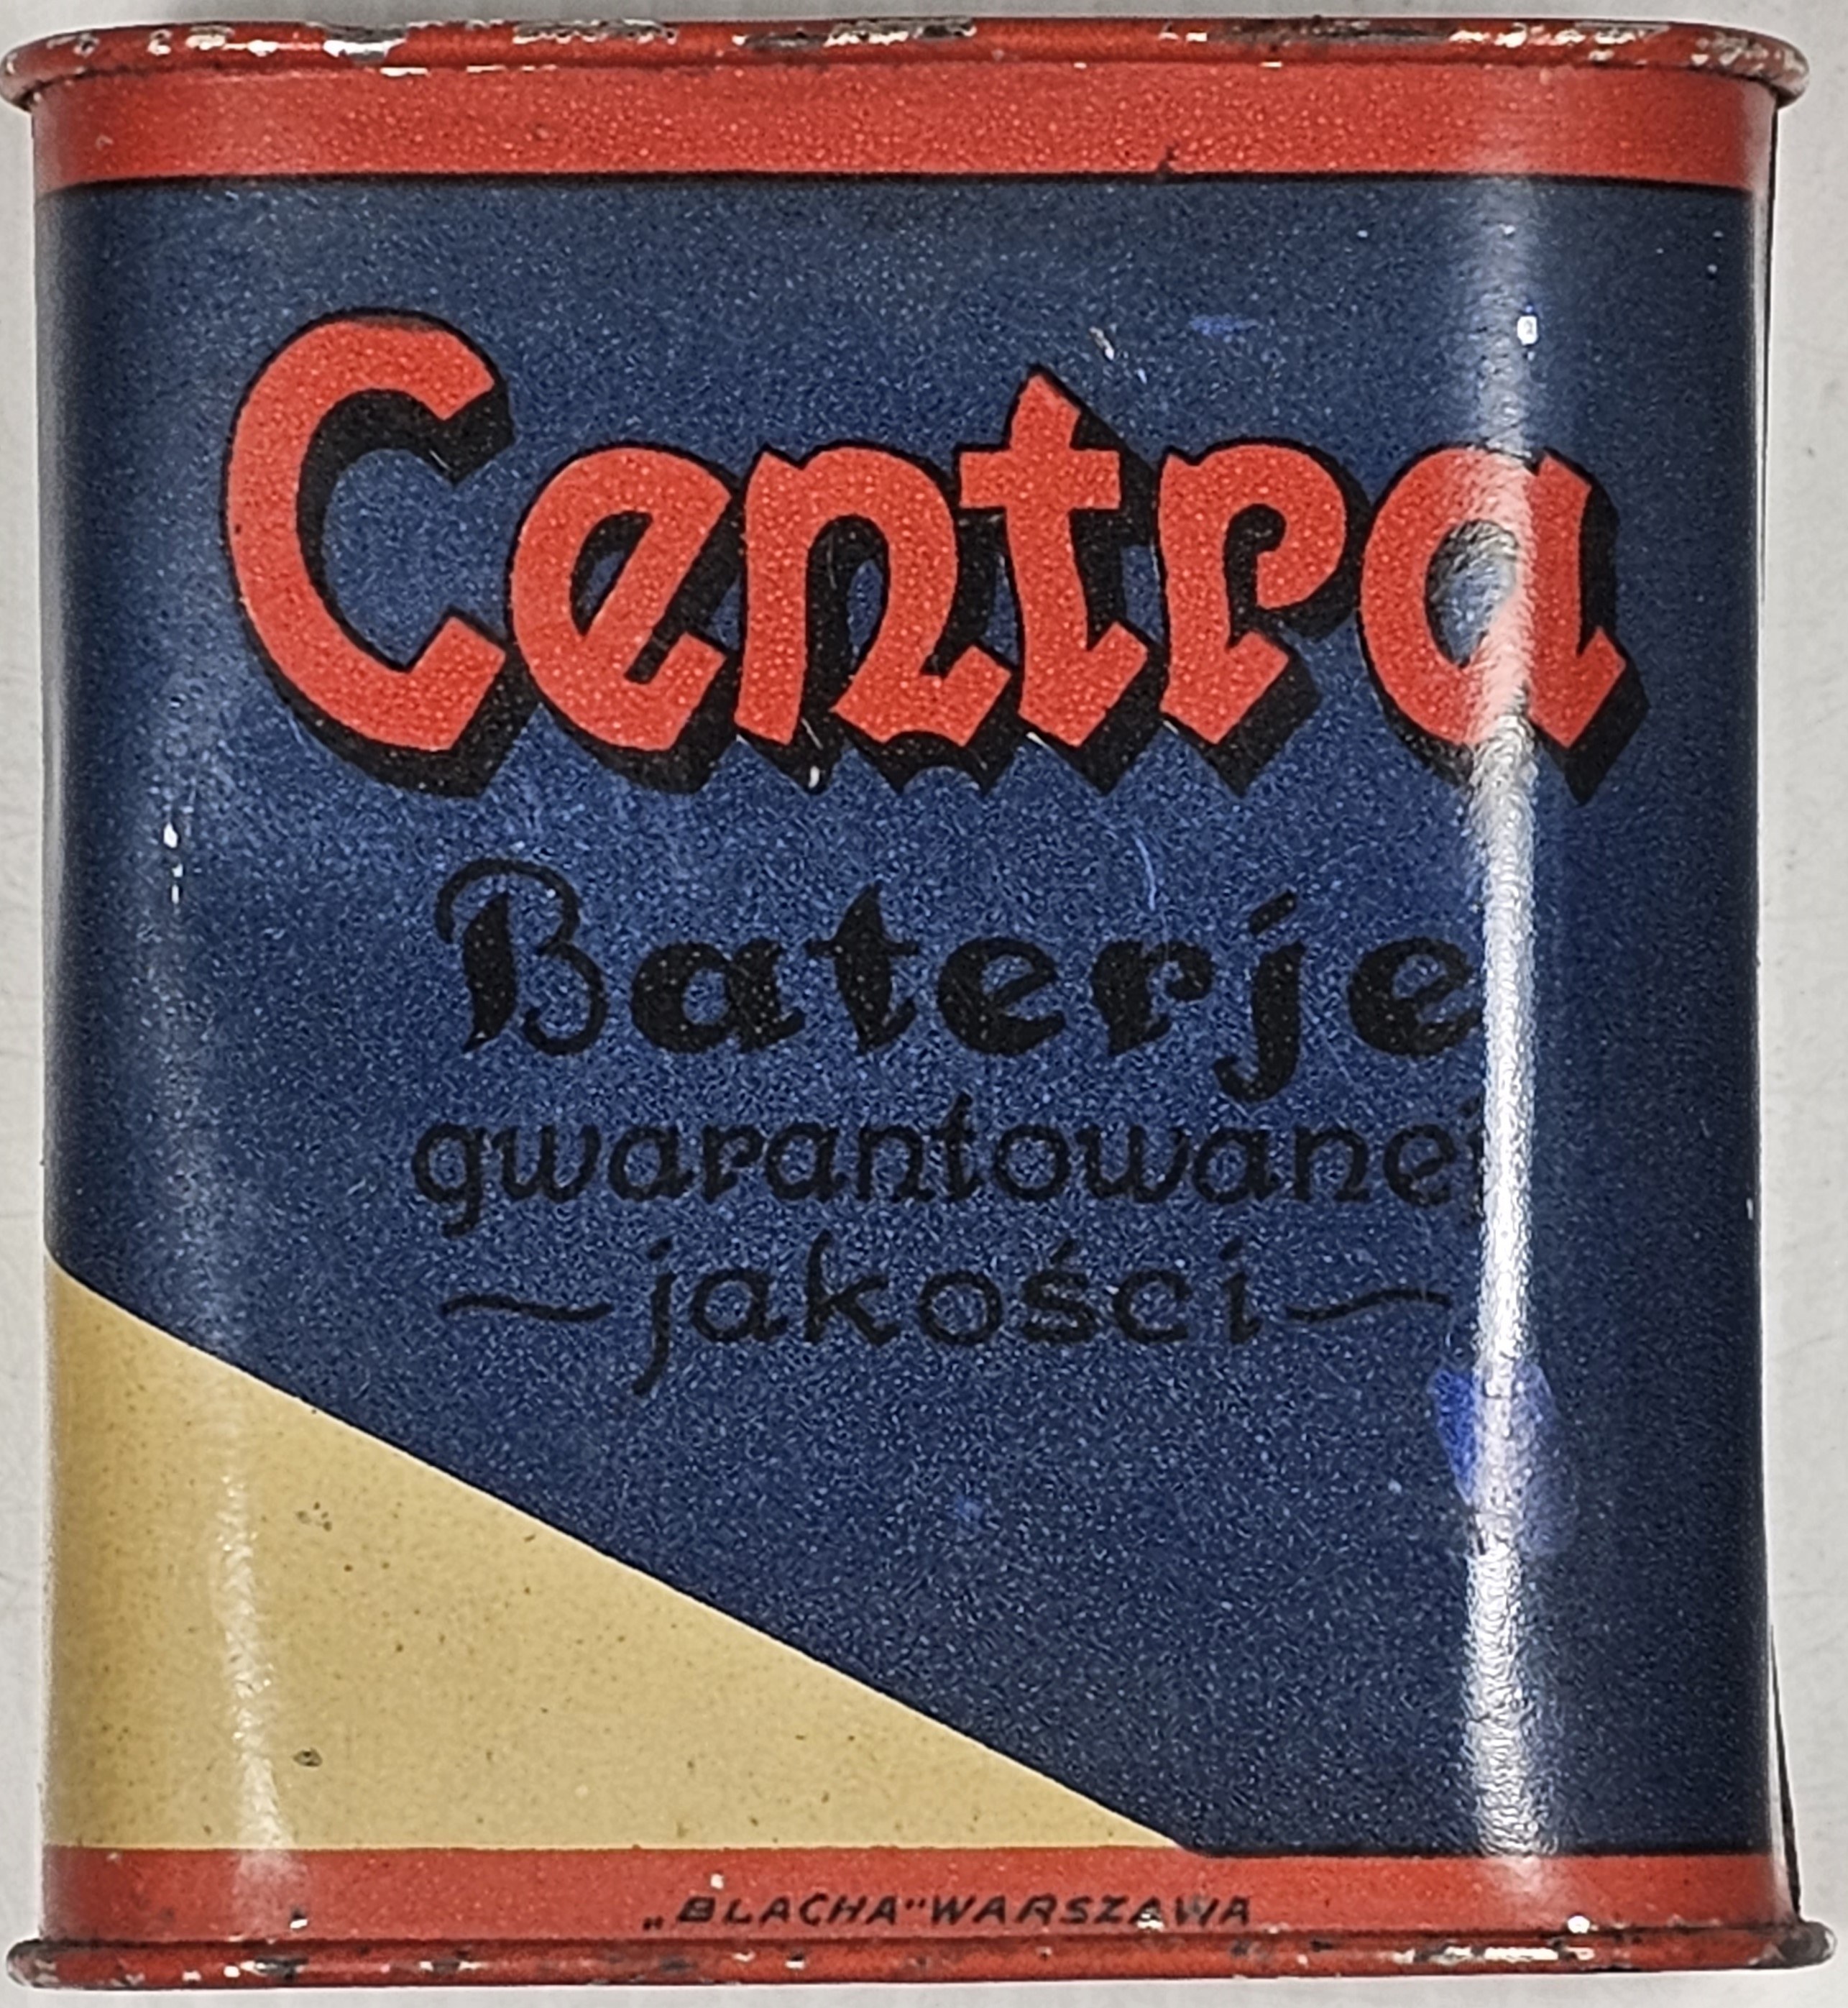 Centra
Baterje
gwarantowanej
~jakości~
„BLACHA“ WARSZAWA